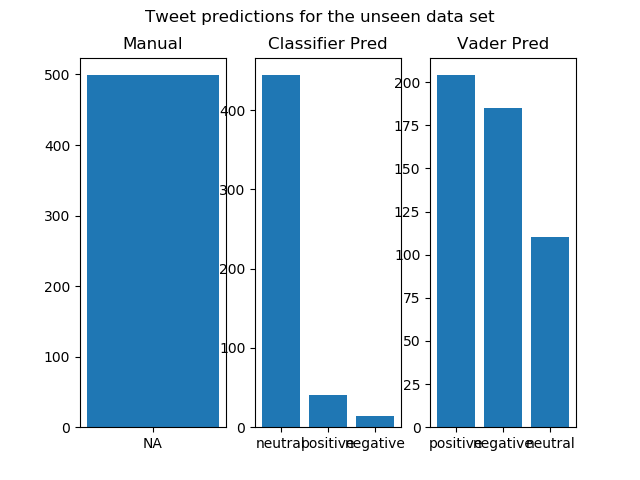 Tweet predictions for the unseen data set
Manual
500
400
300
200
100
0
NA
Classifier Pred
400
300
200
100
0
neutral positive negative
Vader Pred
200
175
150
125
100
75
50
25
0
positive negative neutral